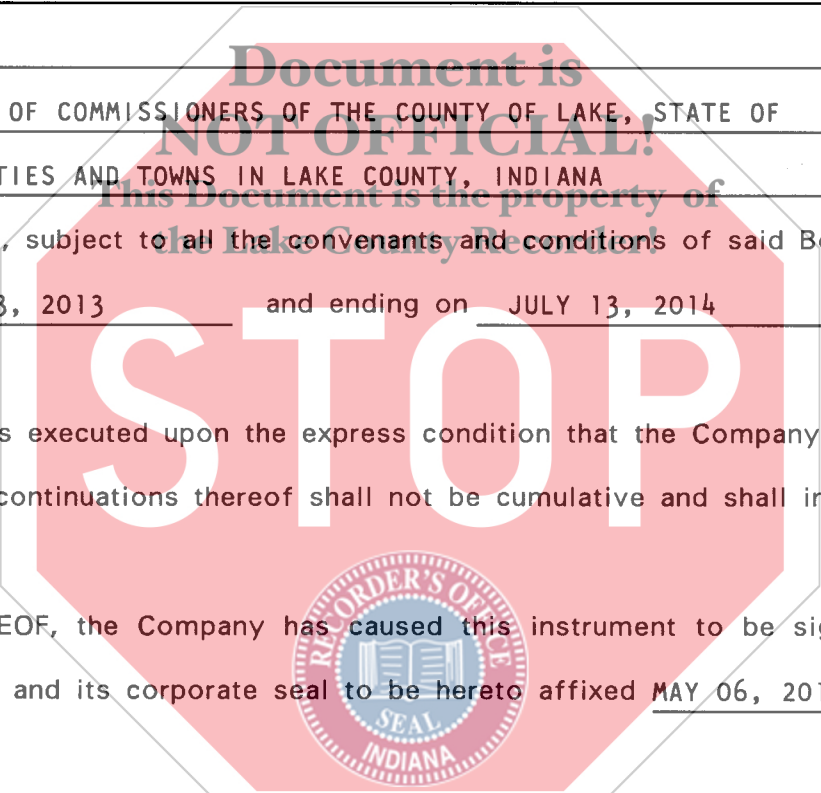 Document is
OF COMMISSIONERS OF THE COUNTY OF LAKE, STATE OF
NOT OFFICIAL!
TIES AND TOWNS IN LAKE COUNTY, INDIANA
This Document is the property of
the Lake County Recorder!
, subject to all the convenants and conditions of said
, 2013 and ending on JULY 13, 2014
STOP
s executed upon the express condition that the Company
continuations thereof shall not be cumulative and shall
RECORDER'S OFFICE
EOF, the Company has caused this instrument to be
and its corporate seal to be hereto affixed MAY 06,
SEAL
INDIANA